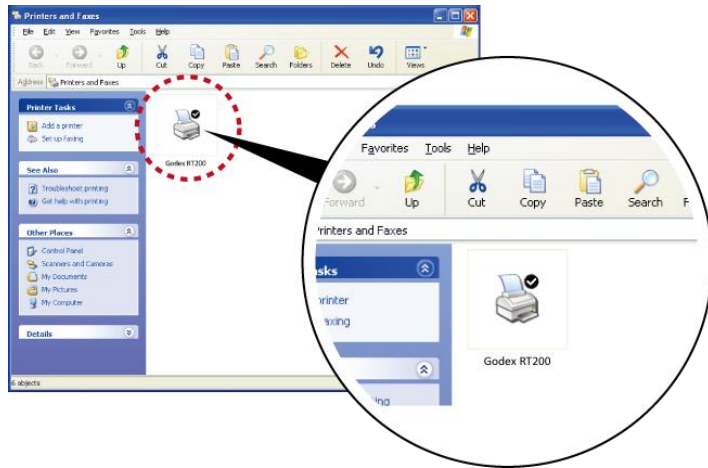 Printers and Faxes
File Edit View Favorites Tools Help
Back Forward Up Cut Copy Paste Search Folders Delete Undo Views
Address Printers and Faxes
Printer Tasks
Add a printer
Set up Faxing
Godex RT200
See Also
Troubleshoot printing
Get help with printing
Other Places
Control Panel
Scanners and Cameras
My Documents
My Pictures
My Computer
Details
6 objects
s
Favorites Tools Help
Forward Up Cut Copy Paste Search F
Printers and Faxes
sks
printer
axing
Godex RT200
ing